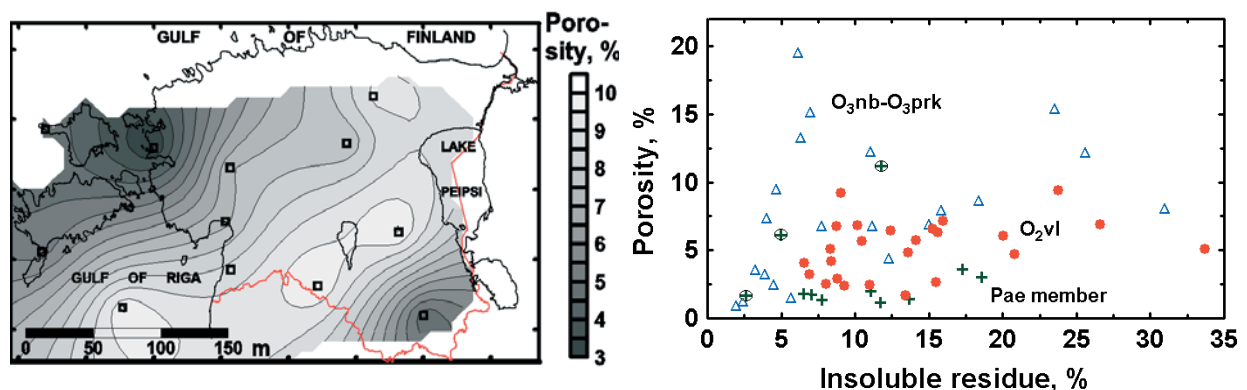 GULF OF FINLAND
Poro-
sity, %
LAKE
PEIPSI
GULF OF RIGA
0 50 100 150 m
10
9
8
7
6
5
4
3
Porosity, %
20
15
10
5
0
O₃nb-O₃prk
O₂vl
Pae member
0 5 10 15 20 25 30 35
Insoluble residue, %